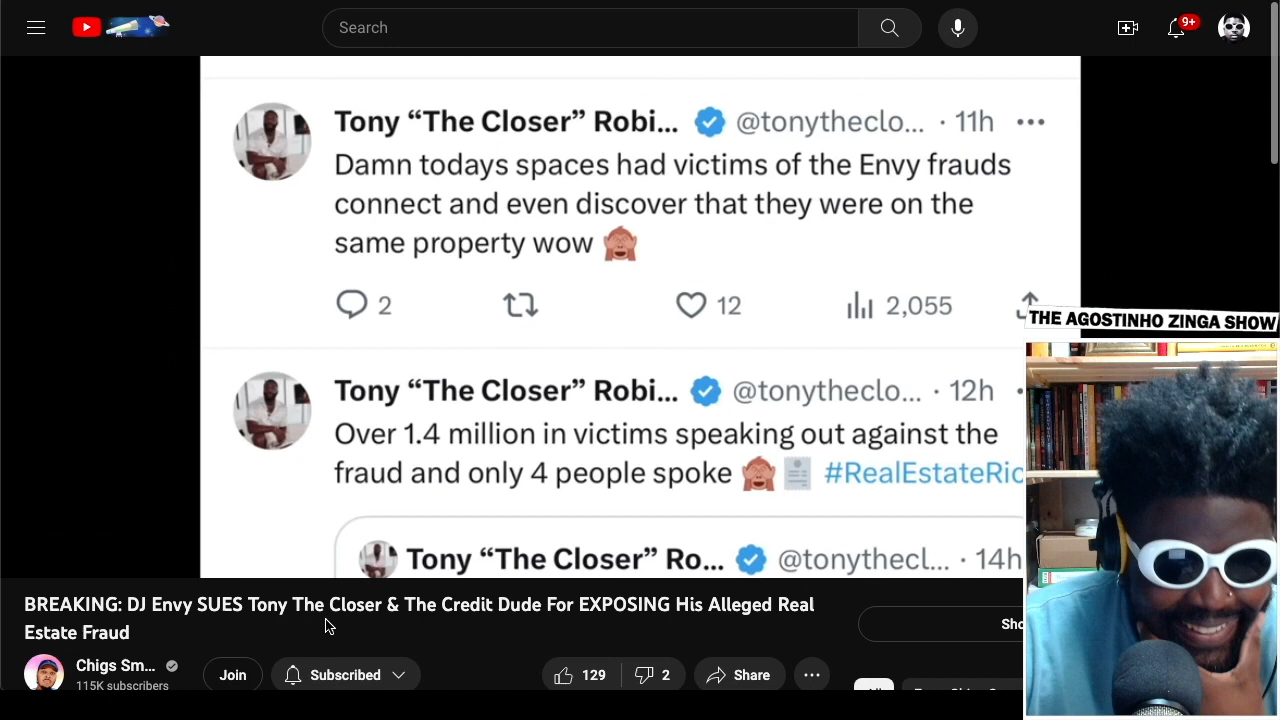 Search
9+
Tony “The Closer” Robi... @tonytheclo... · 11h
Damn todays spaces had victims of the Envy frauds
connect and even discover that they were on the
same property wow 🙈
2 12 2,055
THE AGOSTINHO ZINGA SHOW
Tony “The Closer” Robi... @tonytheclo... · 12h
Over 1.4 million in victims speaking out against the
fraud and only 4 people spoke 🙈 #RealEstateRic
Tony “The Closer” Ro... @tonythecl... · 14h
BREAKING: DJ Envy SUES Tony The Closer & The Credit Dude For EXPOSING His Alleged Real
Estate Fraud
Sho
Chigs Sm...
115K subscribers
Join
Subscribed
129
2
Share